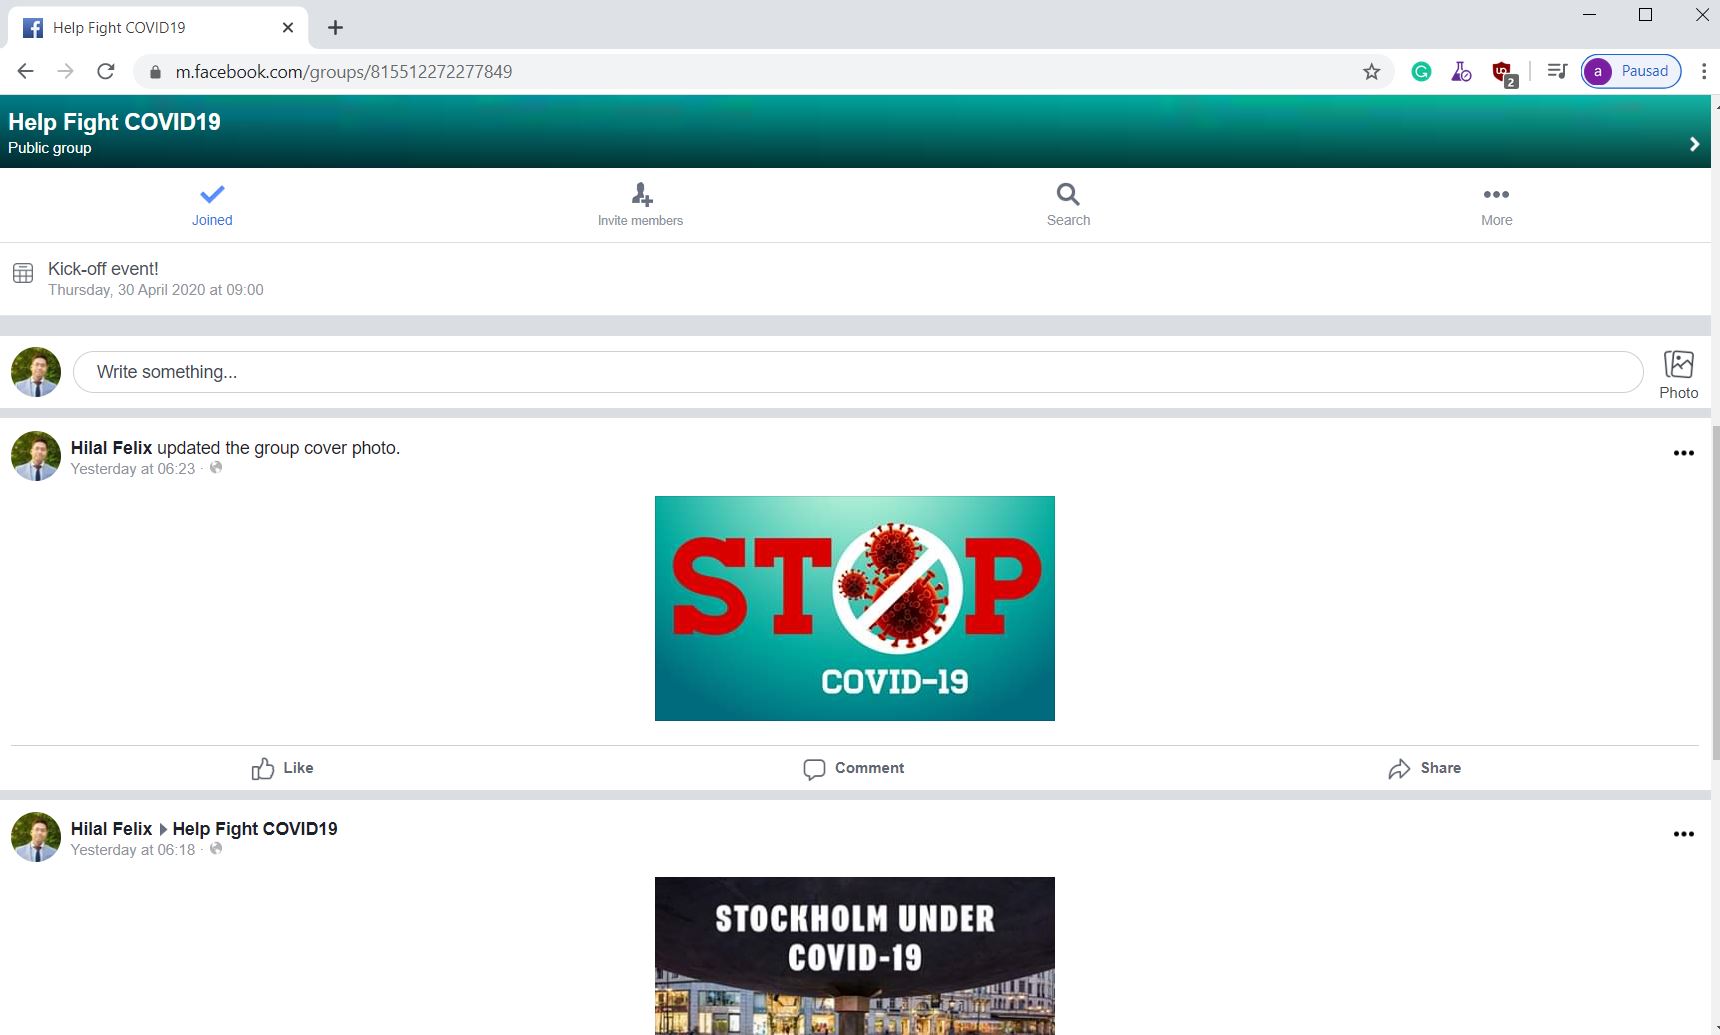 Help Fight COVID19
m.facebook.com/groups/815512272277849
2
a
Pausad
Help Fight COVID19
Public group
Joined
Invite members
Search
More
Kick-off event!
Thursday, 30 April 2020 at 09:00
Write something...
Photo
Hilal Felix updated the group cover photo.
Yesterday at 06:23 ·
STOP
COVID-19
Like
Comment
Share
Hilal Felix Help Fight COVID19
Yesterday at 06:18 ·
STOCKHOLM UNDER
COVID-19